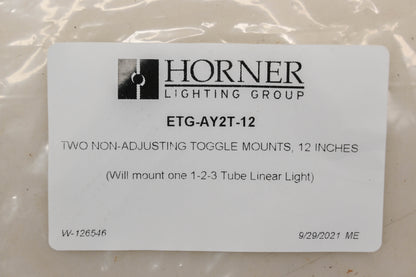 HORNER
LIGHTING GROUP
ETG-AY2T-12
TWO NON-ADJUSTING TOGGLE MOUNTS, 12 INCHES
(Will mount one 1-2-3 Tube Linear Light)
W-126546 9/29/2021 ME